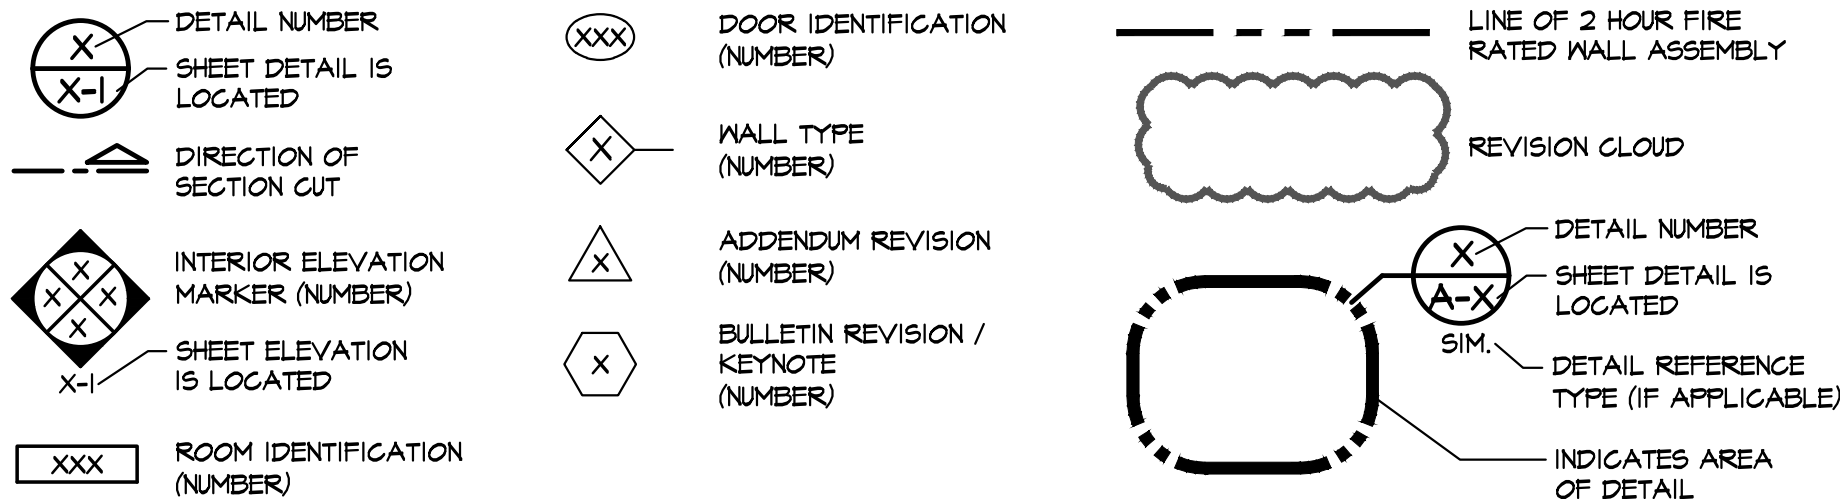 X
X-1
DETAIL NUMBER
SHEET DETAIL IS
LOCATED
DIRECTION OF
SECTION CUT
X
X
X
X
INTERIOR ELEVATION
MARKER (NUMBER)
X-1
SHEET ELEVATION
IS LOCATED
XXX
ROOM IDENTIFICATION
(NUMBER)
XXX
DOOR IDENTIFICATION
(NUMBER)
X
WALL TYPE
(NUMBER)
X
ADDENDUM REVISION
(NUMBER)
X
BULLETIN REVISION /
KEYNOTE
(NUMBER)
LINE OF 2 HOUR FIRE
RATED WALL ASSEMBLY
REVISION CLOUD
X
A-X
SIM.
DETAIL NUMBER
SHEET DETAIL IS
LOCATED
DETAIL REFERENCE
TYPE (IF APPLICABLE)
INDICATES AREA
OF DETAIL